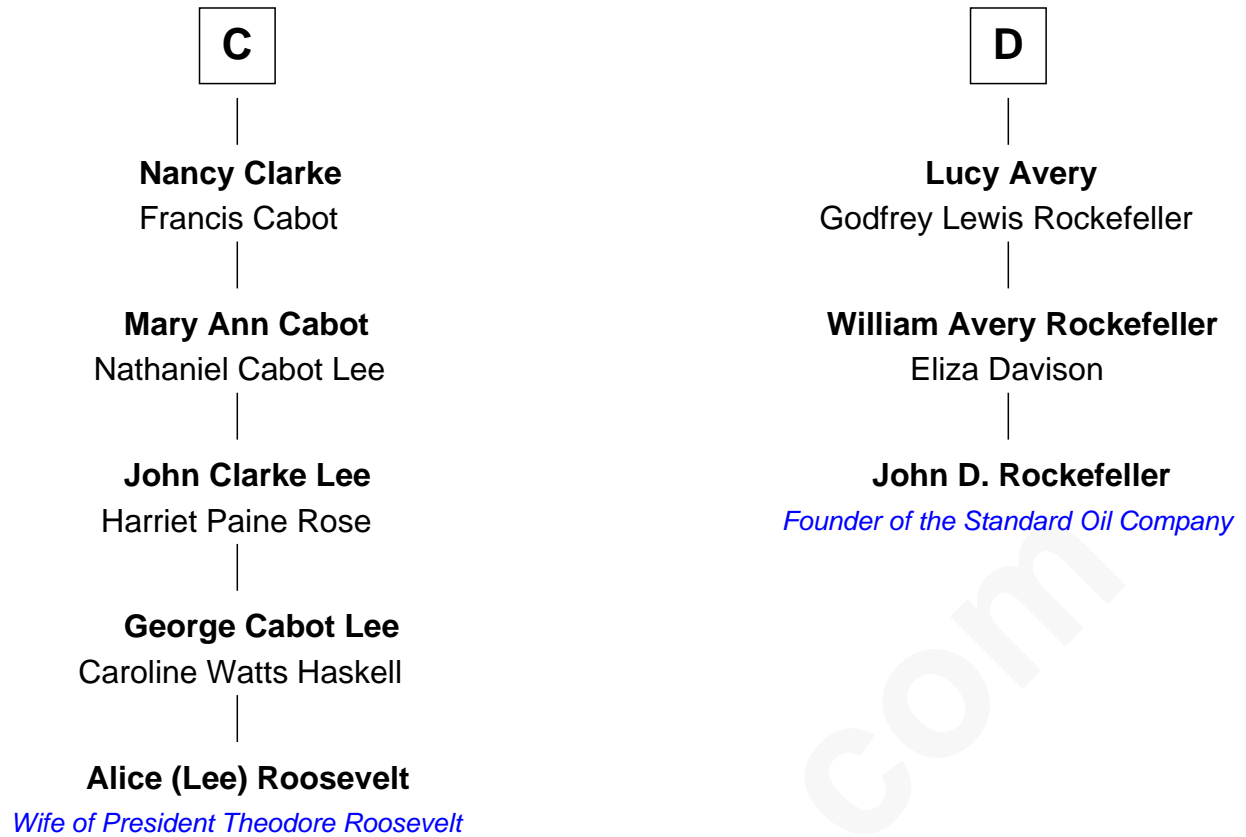 C
Nancy Clarke
Francis Cabot
Mary Ann Cabot
Nathaniel Cabot Lee
John Clarke Lee
Harriet Paine Rose
George Cabot Lee
Caroline Watts Haskell
Alice (Lee) Roosevelt
Wife of President Theodore Roosevelt
D
Lucy Avery
Godfrey Lewis Rockefeller
William Avery Rockefeller
Eliza Davison
John D. Rockefeller
Founder of the Standard Oil Company
com